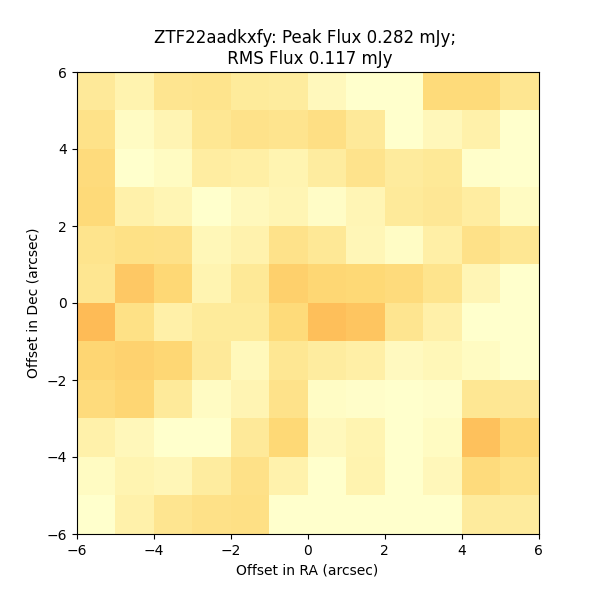 ZTF22aadkxfy: Peak Flux 0.282 mJy;
RMS Flux 0.117 mJy
6
4
2
0
−2
−4
−6
Offset in Dec (arcsec)
−6 −4 −2 0 2 4 6
Offset in RA (arcsec)